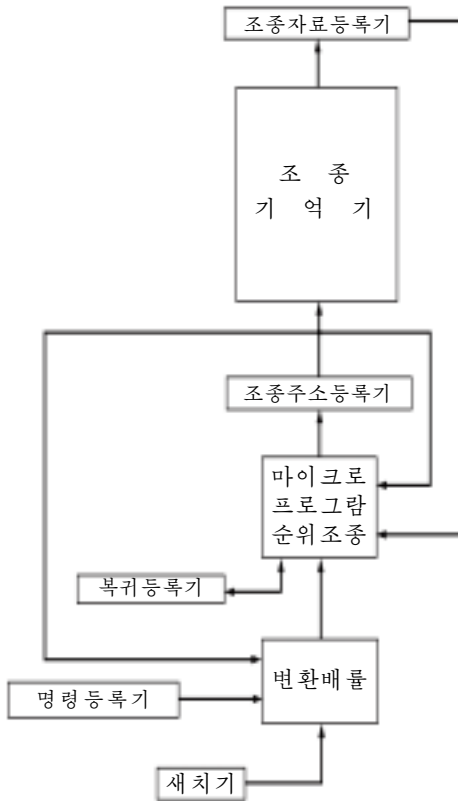 조종자료등록기
조 종
기 억 기
조종주소등록기
마이크로
프로그람
순위조종
복귀등록기
변환배률
명령등록기
새치기